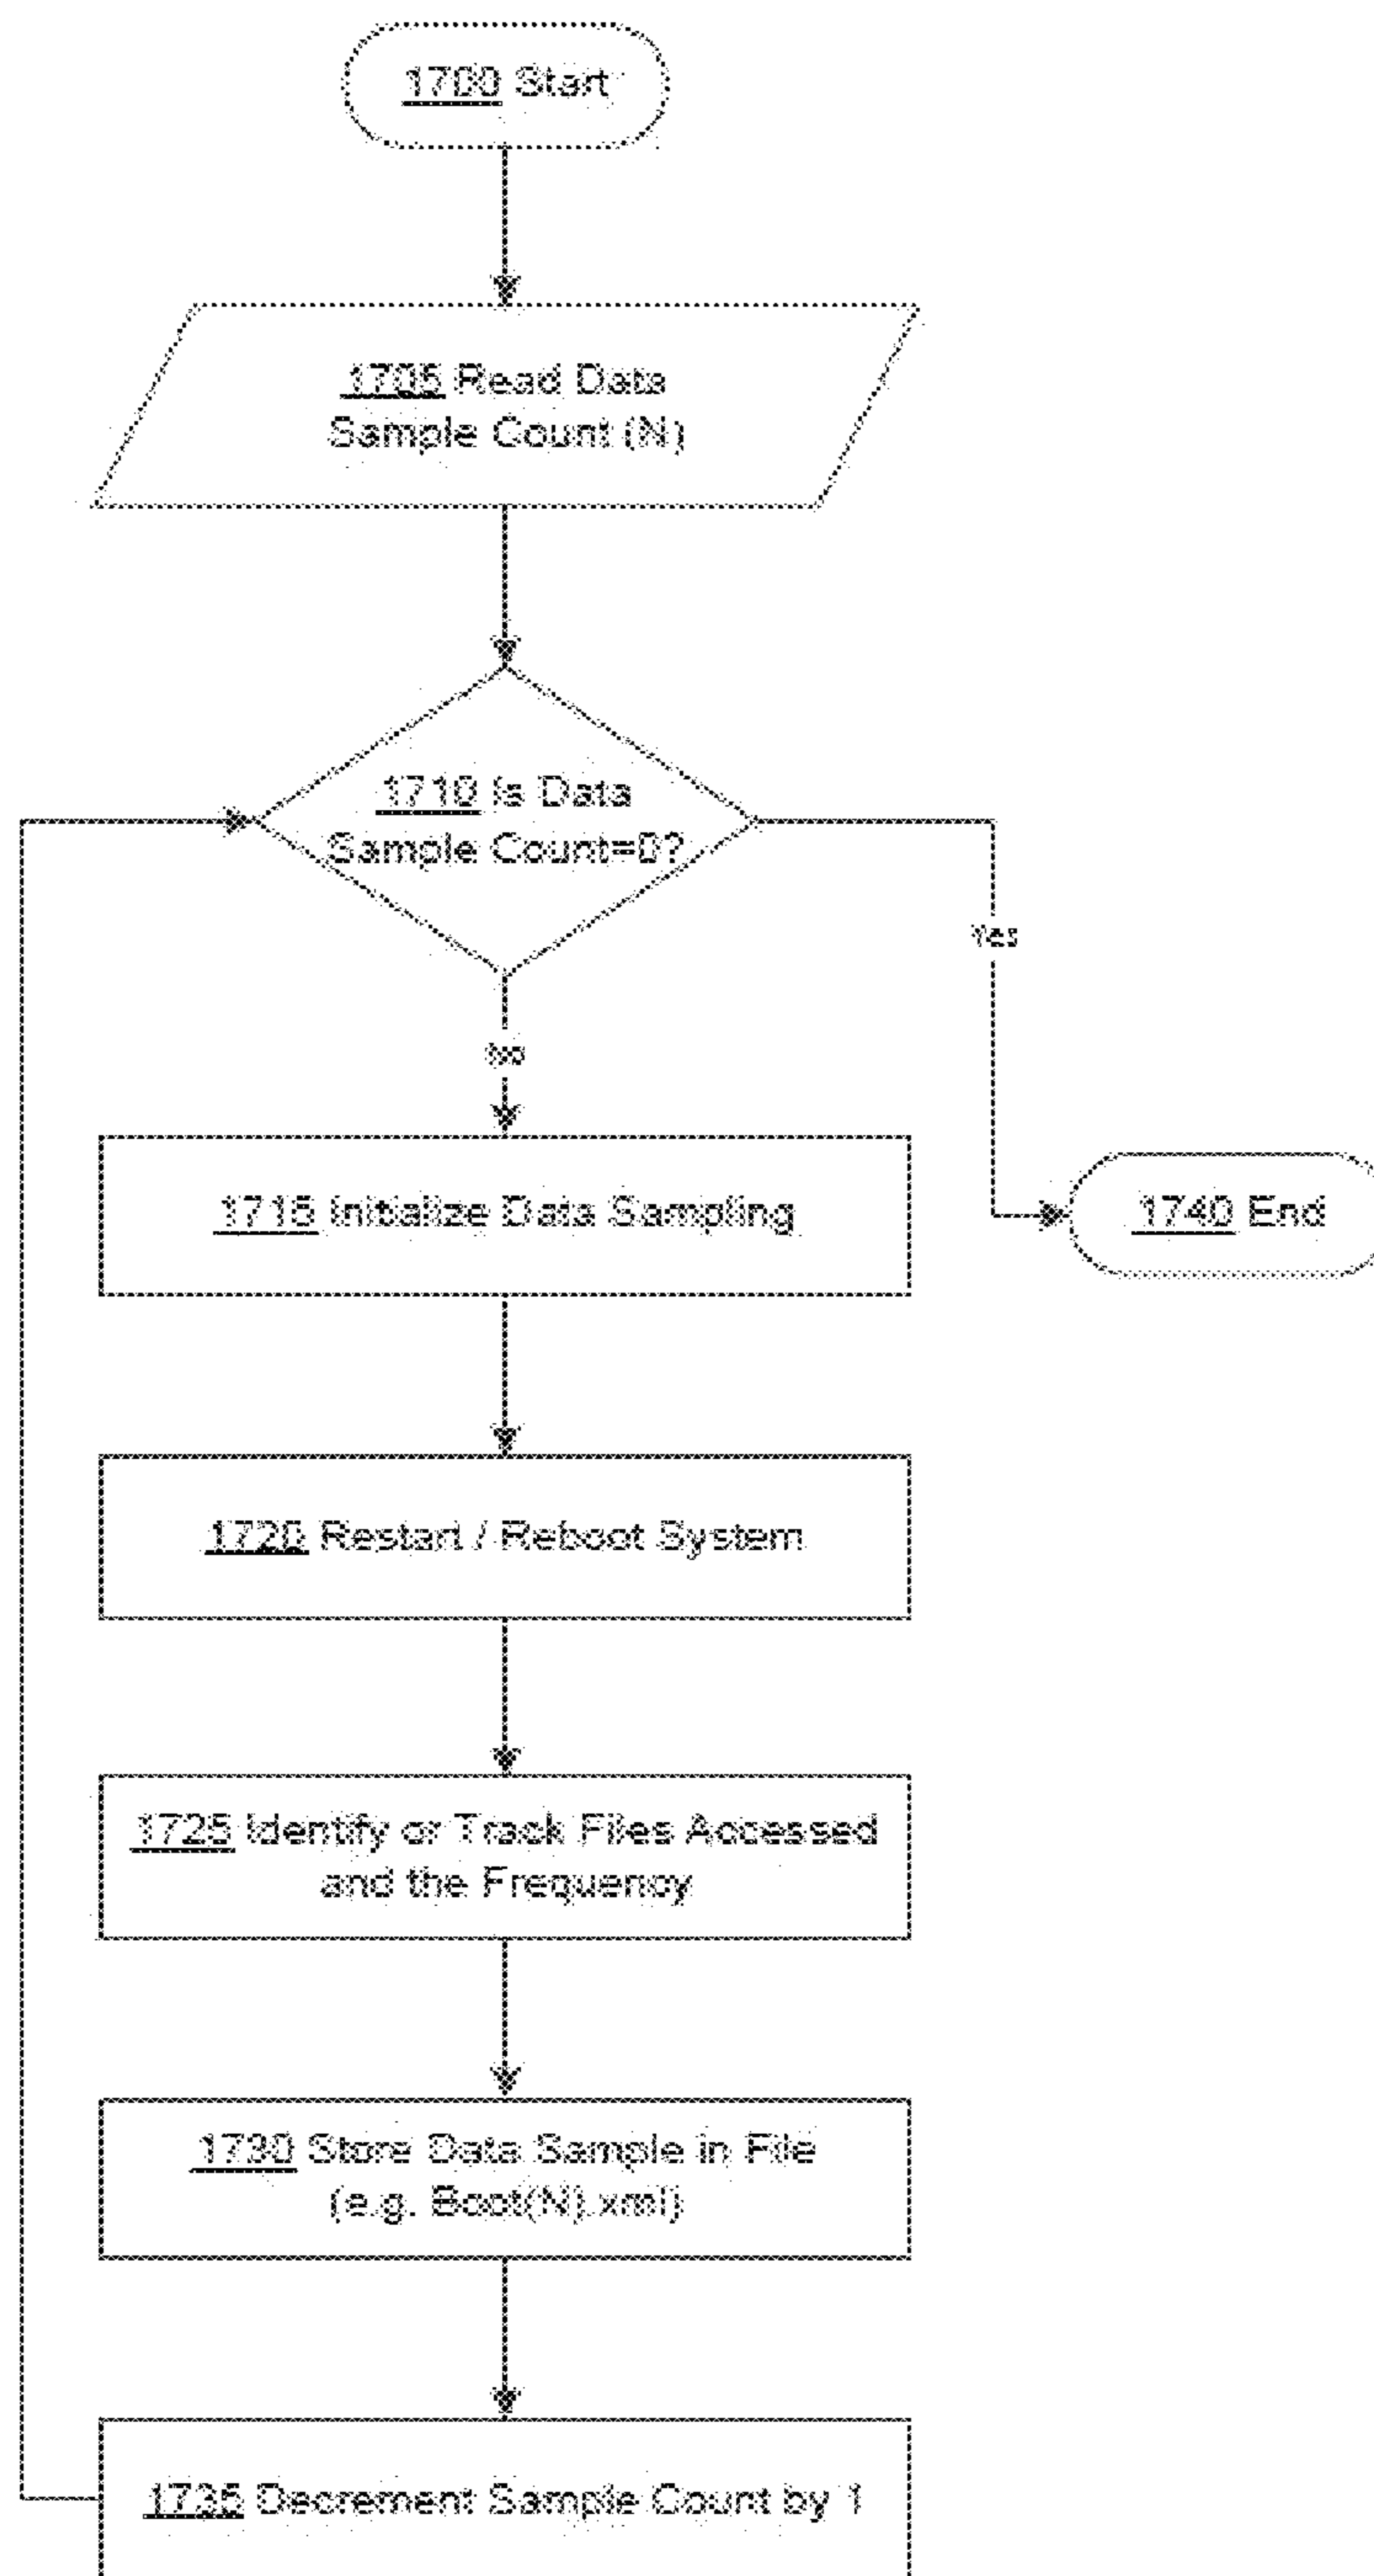 1700 Start
1705 Read Data
Sample Count (N)
1710 Is Data
Sample Count=0?
Yes
No
1715 Initialize Data Sampling
1740 End
1720 Restart / Reboot System
1725 Identify or Track Files Accessed
and the Frequency
1730 Store Data Sample in File
(e.g. Boot(N).xml)
1735 Decrement Sample Count by 1